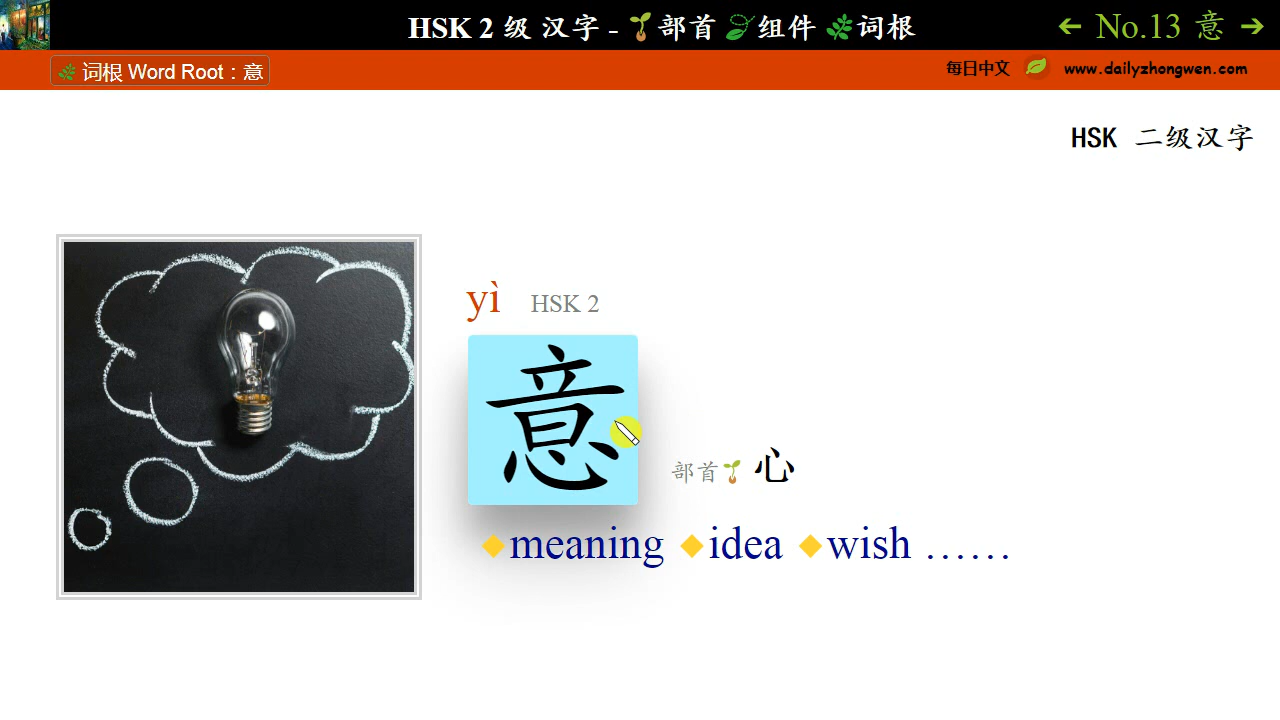 HSK 2 级 汉字 - 部首 组件 词根
← No.13 意 →
词根 Word Root：意
每日中文 www.dailyzhongwen.com
HSK 二级汉字
yì HSK 2
意
部首 心
meaning idea wish ……